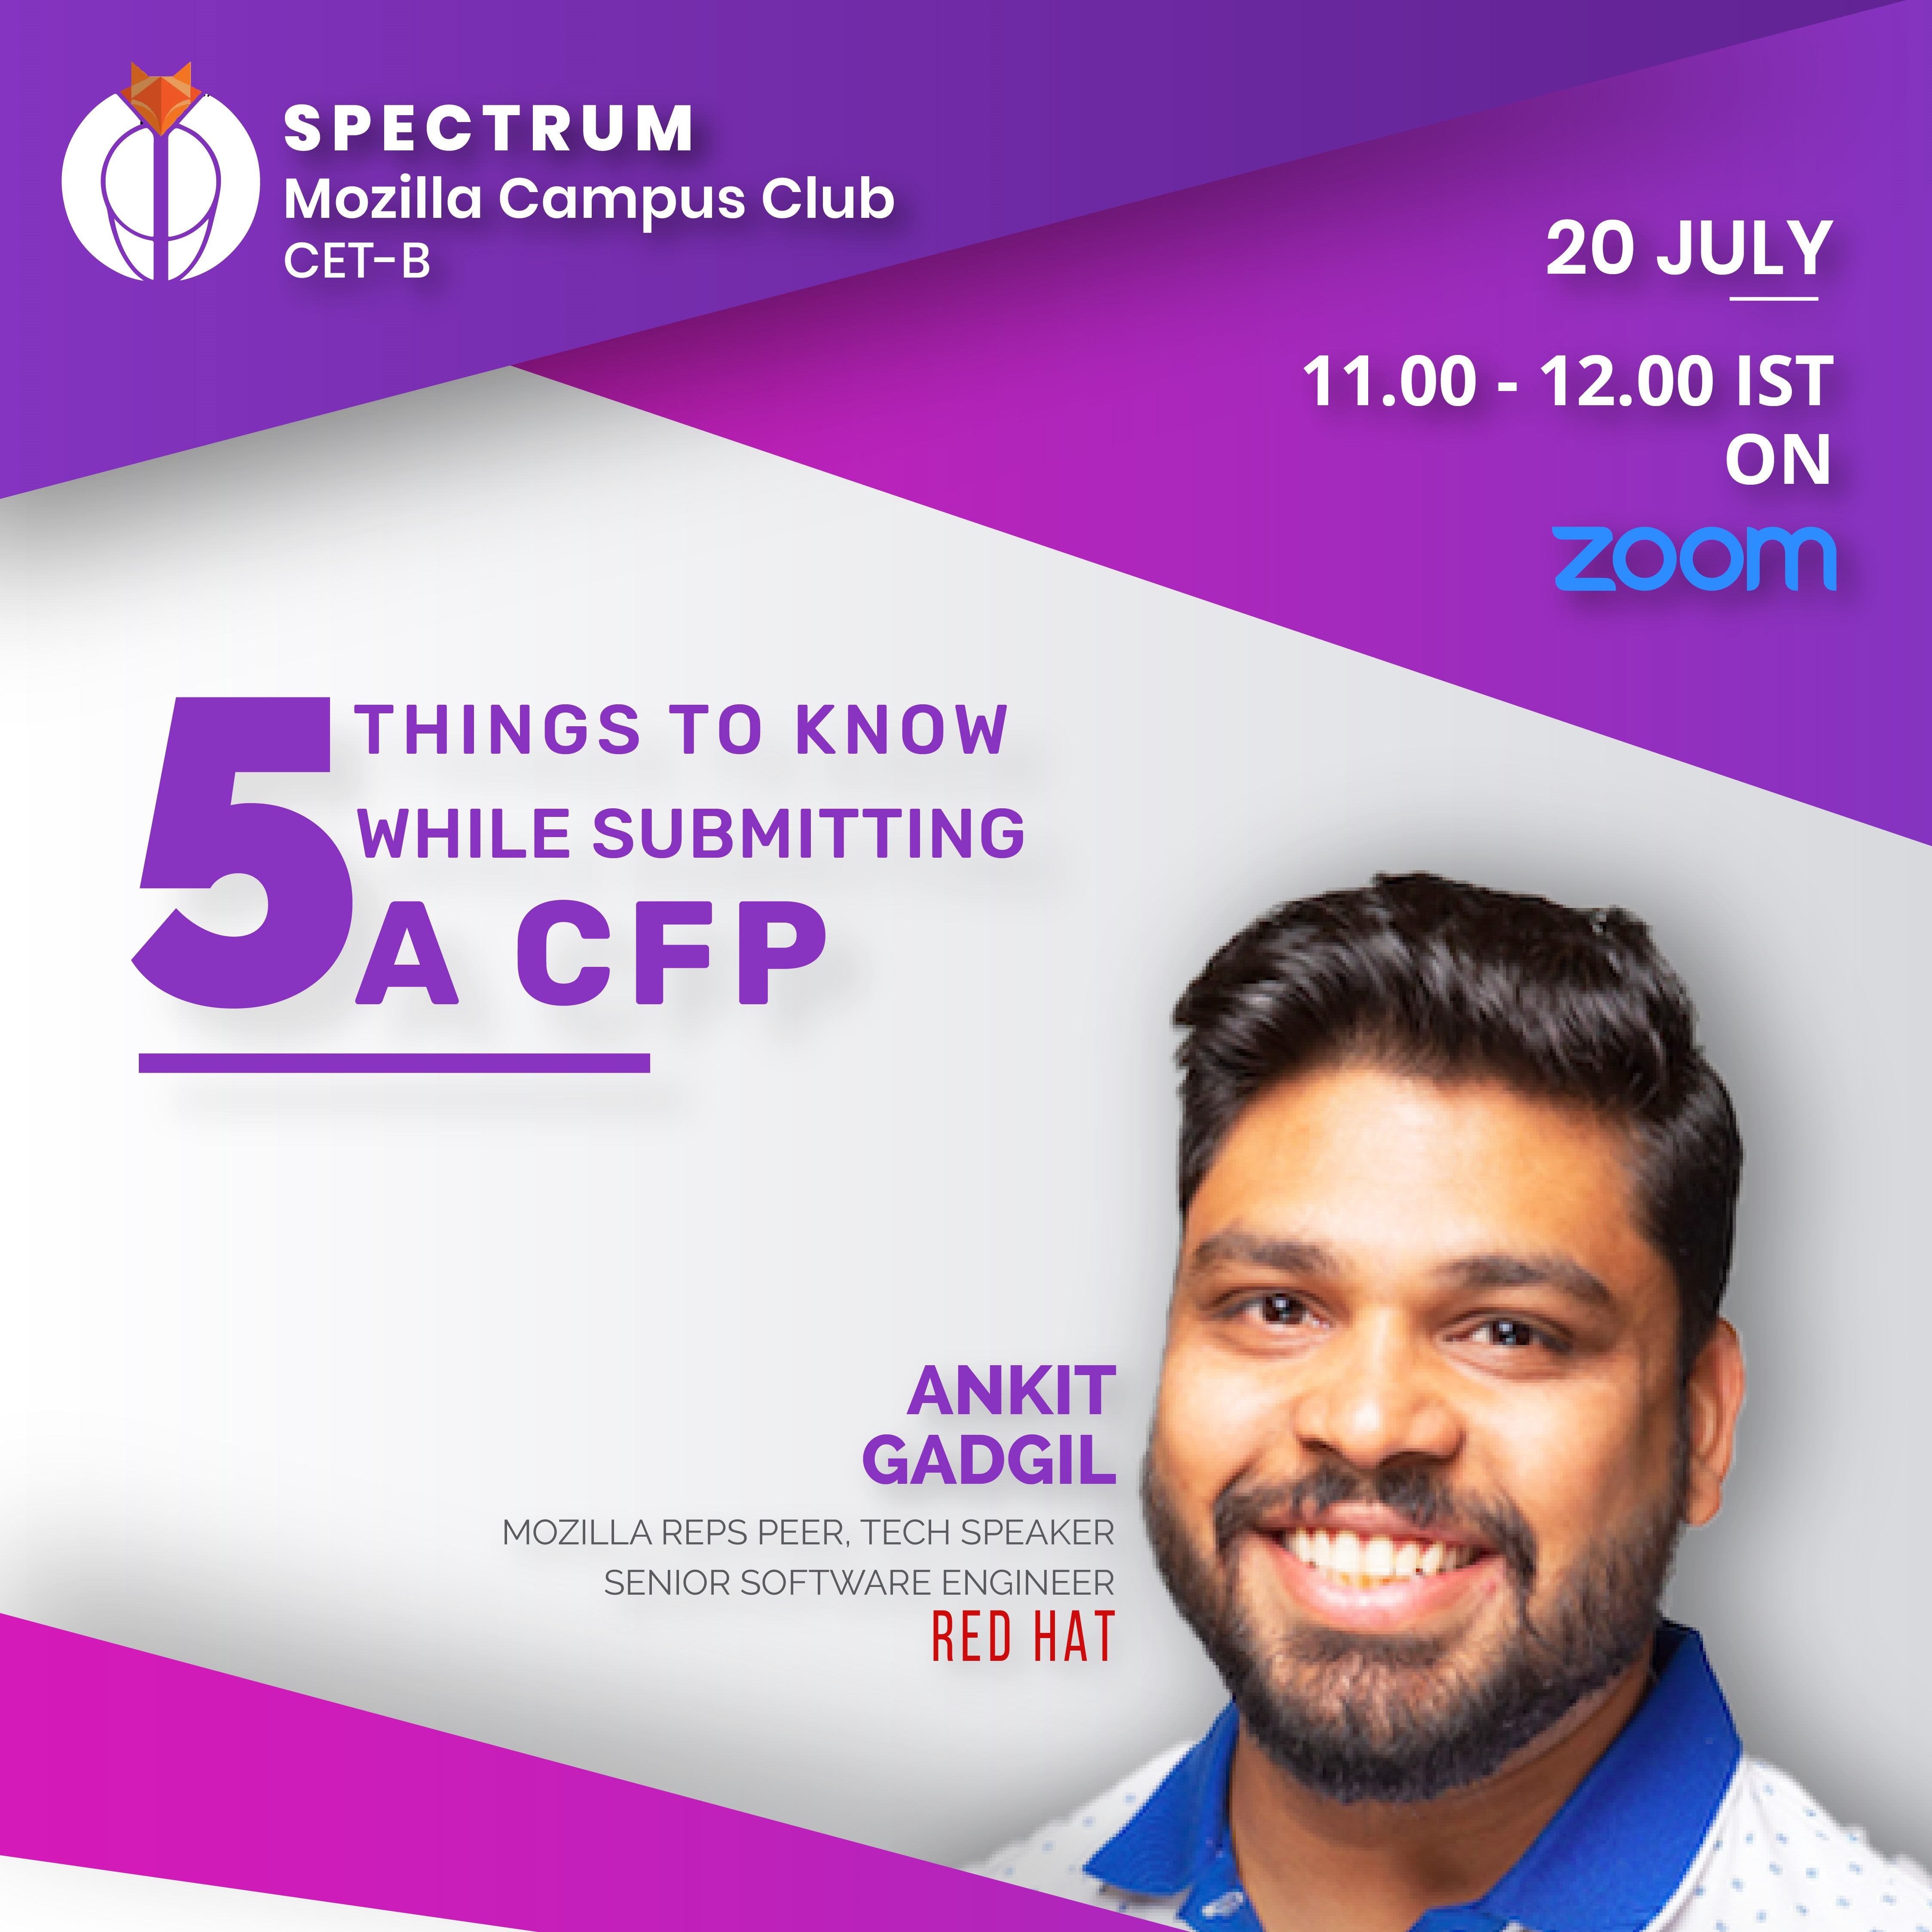 SPECTRUM
Mozilla Campus Club
CET-B
20 JULY
11.00 - 12.00 IST
ON
zoom
5 THINGS TO KNOW
WHILE SUBMITTING
A CFP
ANKIT
GADGIL
MOZILLA REPS PEER, TECH SPEAKER
SENIOR SOFTWARE ENGINEER
RED HAT